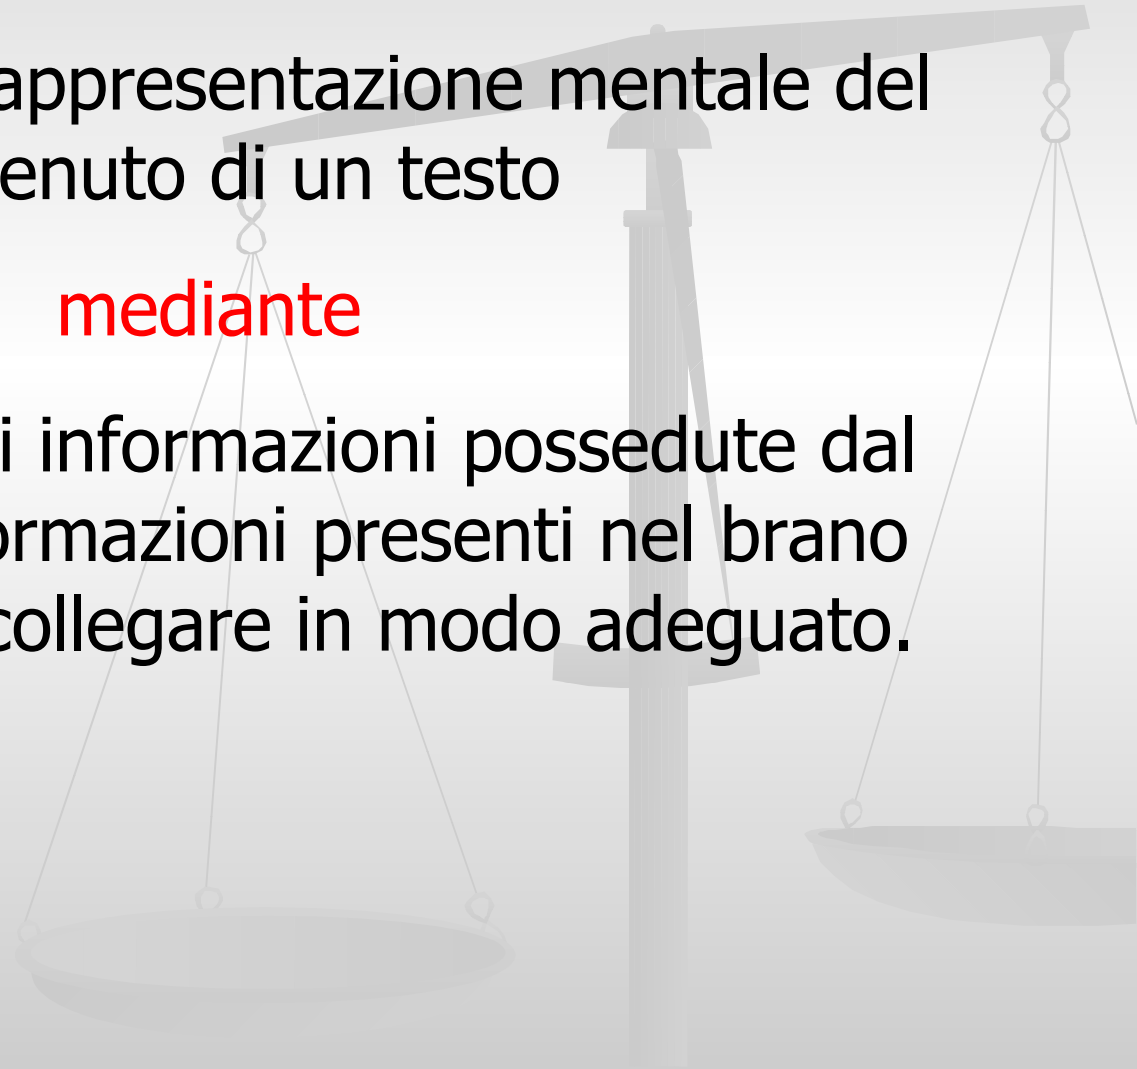 appresentazione mentale del
enuto di un testo
mediante
i informazioni possedute dal
ormazioni presenti nel brano
collegare in modo adeguato.